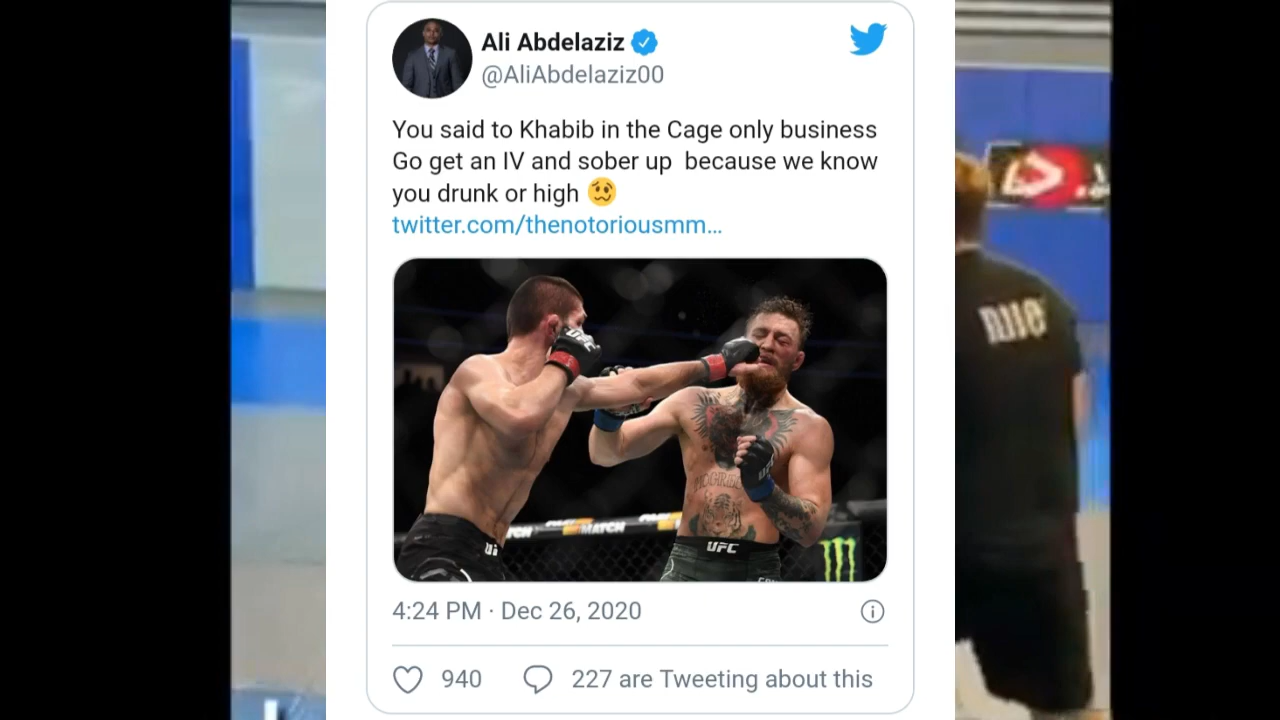 Ali Abdelaziz
@AliAbdelaziz00
You said to Khabib in the Cage only business
Go get an IV and sober up because we know
you drunk or high 🥴
twitter.com/thenotoriousmm...
UFC
MATCH
UFC
4:24 PM · Dec 26, 2020
940
227 are Tweeting about this